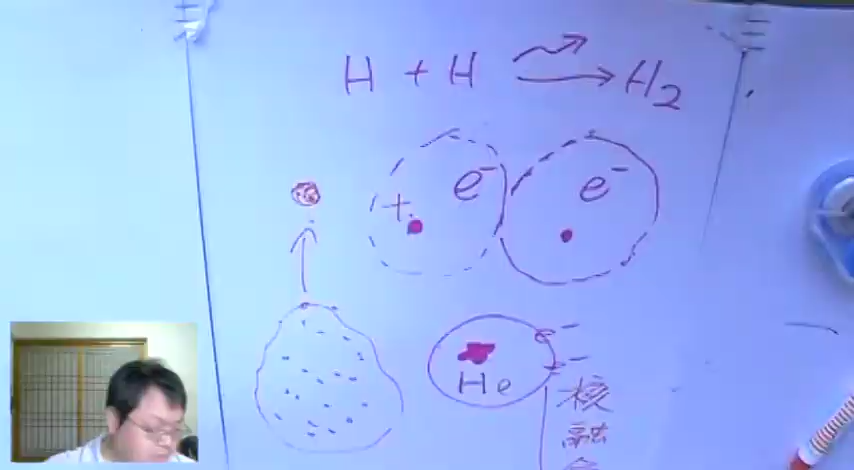 H + H → H₂
+ e⁻ e⁻
He
核
融